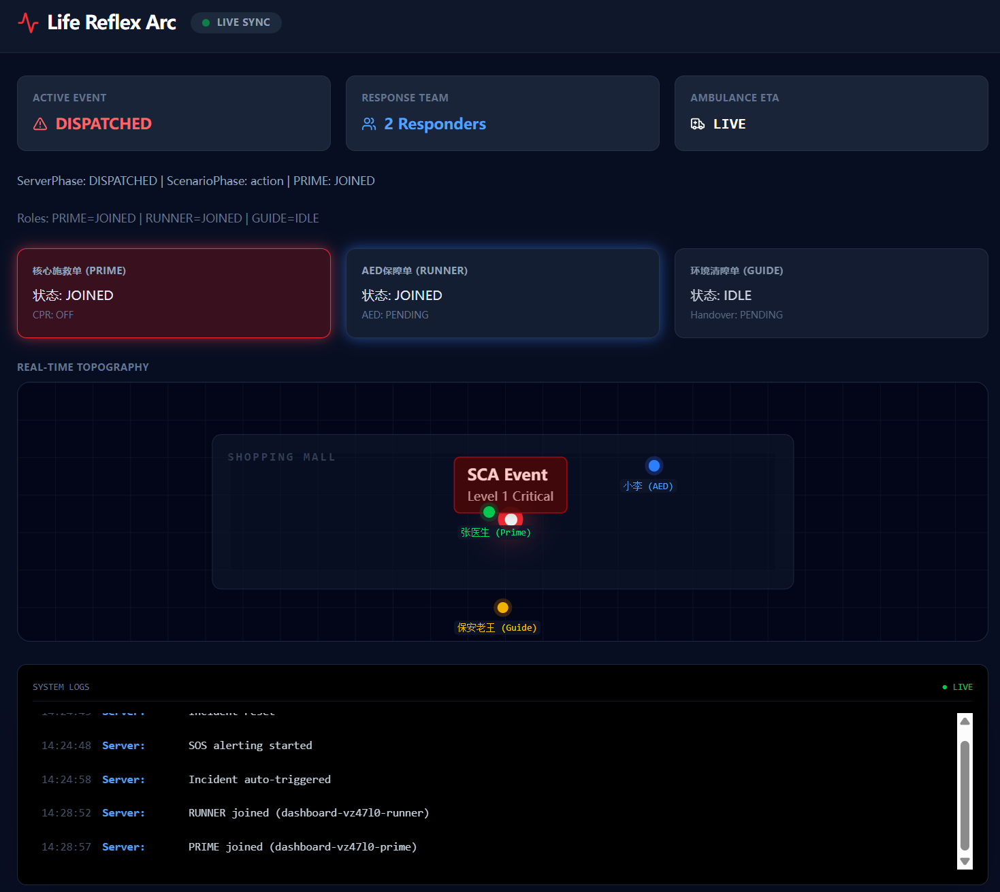 Life Reflex Arc
LIVE SYNC
ACTIVE EVENT
DISPATCHED
RESPONSE TEAM
2 Responders
AMBULANCE ETA
LIVE
ServerPhase: DISPATCHED | ScenarioPhase: action | PRIME: JOINED
Roles: PRIME=JOINED | RUNNER=JOINED | GUIDE=IDLE
核心施救单 (PRIME)
状态: JOINED
CPR: OFF
AED保障单 (RUNNER)
状态: JOINED
AED: PENDING
环境清障单 (GUIDE)
状态: IDLE
Handover: PENDING
REAL-TIME TOPOGRAPHY
SHOPPING MALL
SCA Event
Level 1 Critical
小李 (AED)
张医生 (Prime)
保安老王 (Guide)
SYSTEM LOGS
LIVE
Server: Incident reset
14:24:48 Server: SOS alerting started
14:24:58 Server: Incident auto-triggered
14:28:52 Server: RUNNER joined (dashboard-vz47l0-runner)
14:28:57 Server: PRIME joined (dashboard-vz47l0-prime)